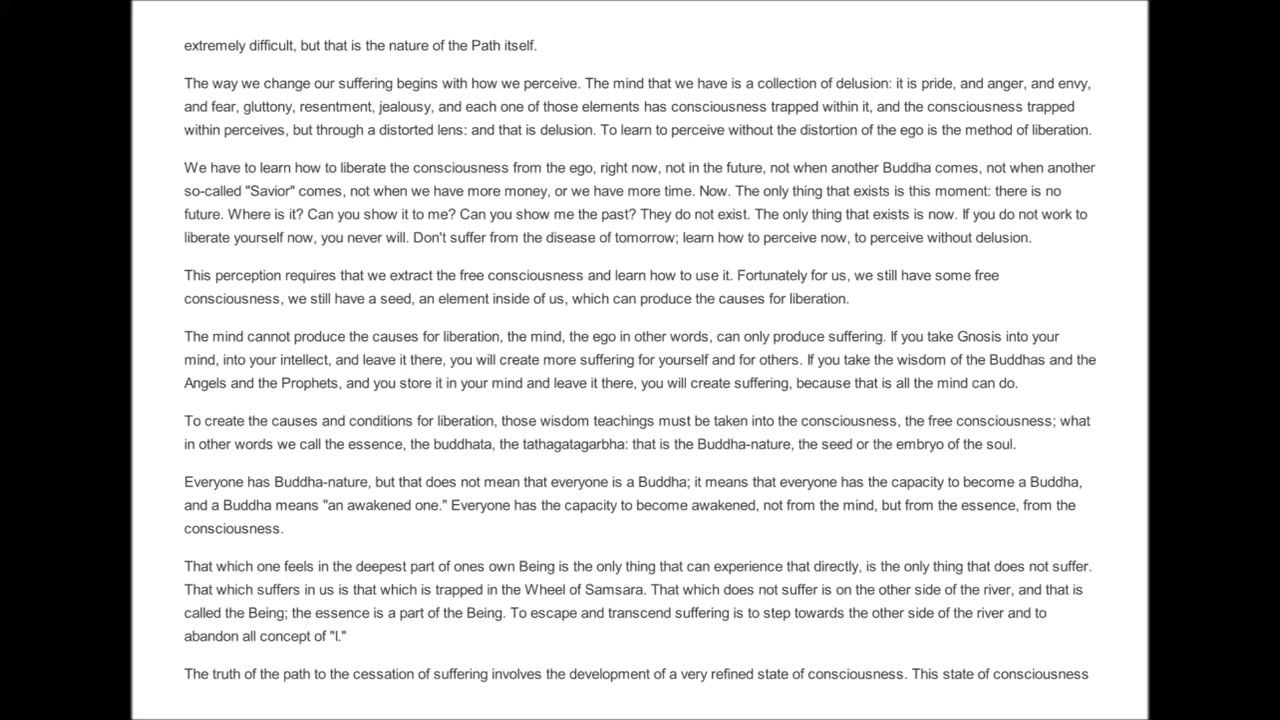 extremely difficult, but that is the nature of the Path itself.
The way we change our suffering begins with how we perceive. The mind that we have is a collection of delusion: it is pride, and anger, and envy,
and fear, gluttony, resentment, jealousy, and each one of those elements has consciousness trapped within it, and the consciousness trapped
within perceives, but through a distorted lens: and that is delusion. To learn to perceive without the distortion of the ego is the method of liberation.
We have to learn how to liberate the consciousness from the ego, right now, not in the future, not when another Buddha comes, not when another
so-called "Savior" comes, not when we have more money, or we have more time. Now. The only thing that exists is this moment: there is no
future. Where is it? Can you show it to me? Can you show me the past? They do not exist. The only thing that exists is now. If you do not work to
liberate yourself now, you never will. Don't suffer from the disease of tomorrow; learn how to perceive now, to perceive without delusion.
This perception requires that we extract the free consciousness and learn how to use it. Fortunately for us, we still have some free
consciousness, we still have a seed, an element inside of us, which can produce the causes for liberation.
The mind cannot produce the causes for liberation, the mind, the ego in other words, can only produce suffering. If you take Gnosis into your
mind, into your intellect, and leave it there, you will create more suffering for yourself and for others. If you take the wisdom of the Buddhas and the
Angels and the Prophets, and you store it in your mind and leave it there, you will create suffering, because that is all the mind can do.
To create the causes and conditions for liberation, those wisdom teachings must be taken into the consciousness, the free consciousness; what
in other words we call the essence, the buddhata, the tathagatagarbha: that is the Buddha-nature, the seed or the embryo of the soul.
Everyone has Buddha-nature, but that does not mean that everyone is a Buddha; it means that everyone has the capacity to become a Buddha,
and a Buddha means "an awakened one." Everyone has the capacity to become awakened, not from the mind, but from the essence, from the
consciousness.
That which one feels in the deepest part of ones own Being is the only thing that can experience that directly, is the only thing that does not suffer.
That which suffers in us is that which is trapped in the Wheel of Samsara. That which does not suffer is on the other side of the river, and that is
called the Being; the essence is a part of the Being. To escape and transcend suffering is to step towards the other side of the river and to
abandon all concept of "I."
The truth of the path to the cessation of suffering involves the development of a very refined state of consciousness. This state of consciousness